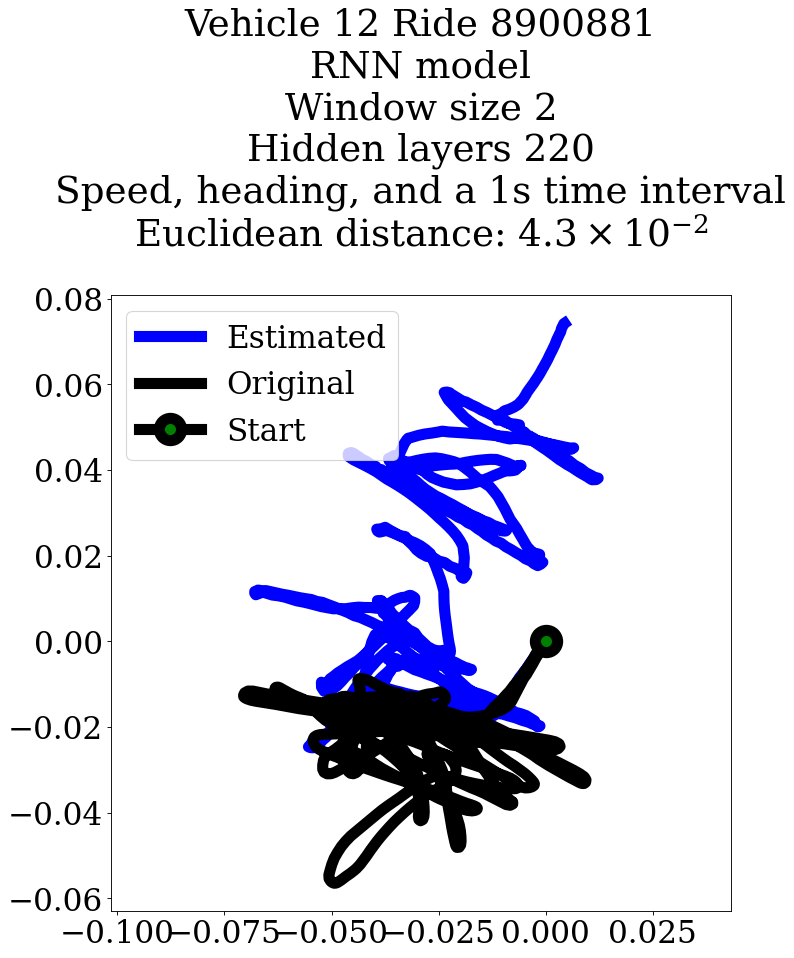 Vehicle 12 Ride 8900881
RNN model
Window size 2
Hidden layers 220
Speed, heading, and a 1s time interval
Euclidean distance: 4.3 × 10⁻²
Estimated
Original
Start
0.08
0.06
0.04
0.02
0.00
−0.02
−0.04
−0.06
−0.100 −0.075 −0.050 −0.025 0.000 0.025